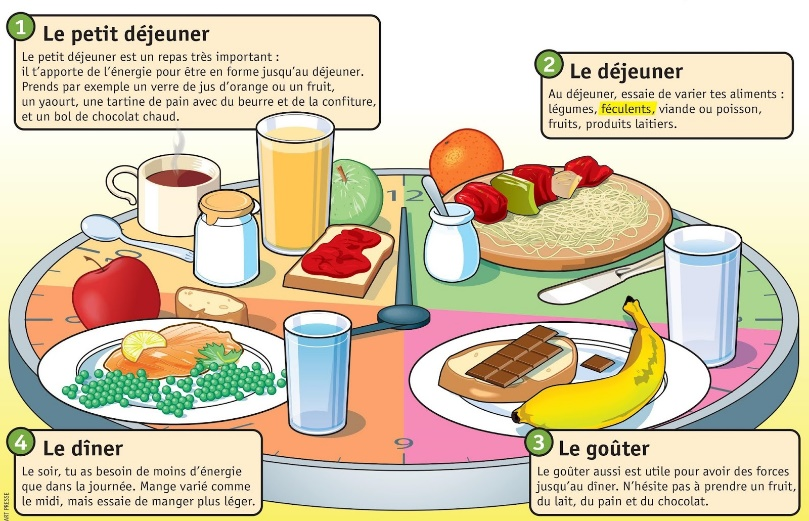 1 Le petit déjeuner
Le petit déjeuner est un repas très important :
il t'apporte de l'énergie pour être en forme jusqu'au déjeuner.
Prends par exemple un verre de jus d'orange ou un fruit,
un yaourt, une tartine de pain avec du beurre et de la confiture,
et un bol de chocolat chaud.
2 Le déjeuner
Au déjeuner, essaie de varier tes aliments :
légumes, féculents, viande ou poisson,
fruits, produits laitiers.
12
10
9
6
4 Le dîner
Le soir, tu as besoin de moins d'énergie
que dans la journée. Mange varié comme
le midi, mais essaie de manger plus léger.
3 Le goûter
Le goûter aussi est utile pour avoir des forces
jusqu'au dîner. N'hésite pas à prendre un fruit,
du lait, du pain et du chocolat.
ART PRESSE